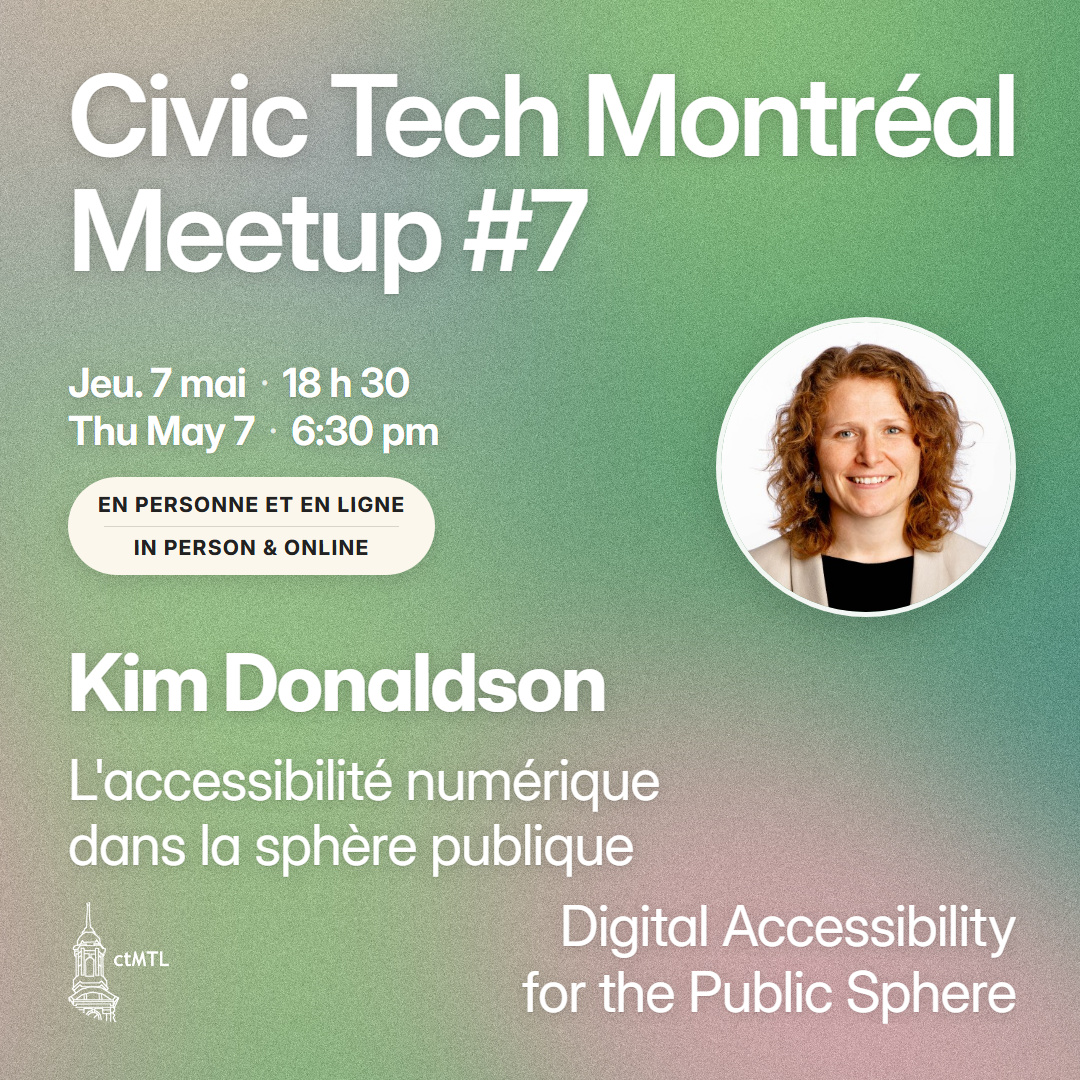 Civic Tech Montréal
Meetup #7
Jeu. 7 mai · 18 h 30
Thu May 7 · 6:30 pm
EN PERSONNE ET EN LIGNE
IN PERSON & ONLINE
Kim Donaldson
L'accessibilité numérique
dans la sphère publique
ctMTL
Digital Accessibility
for the Public Sphere